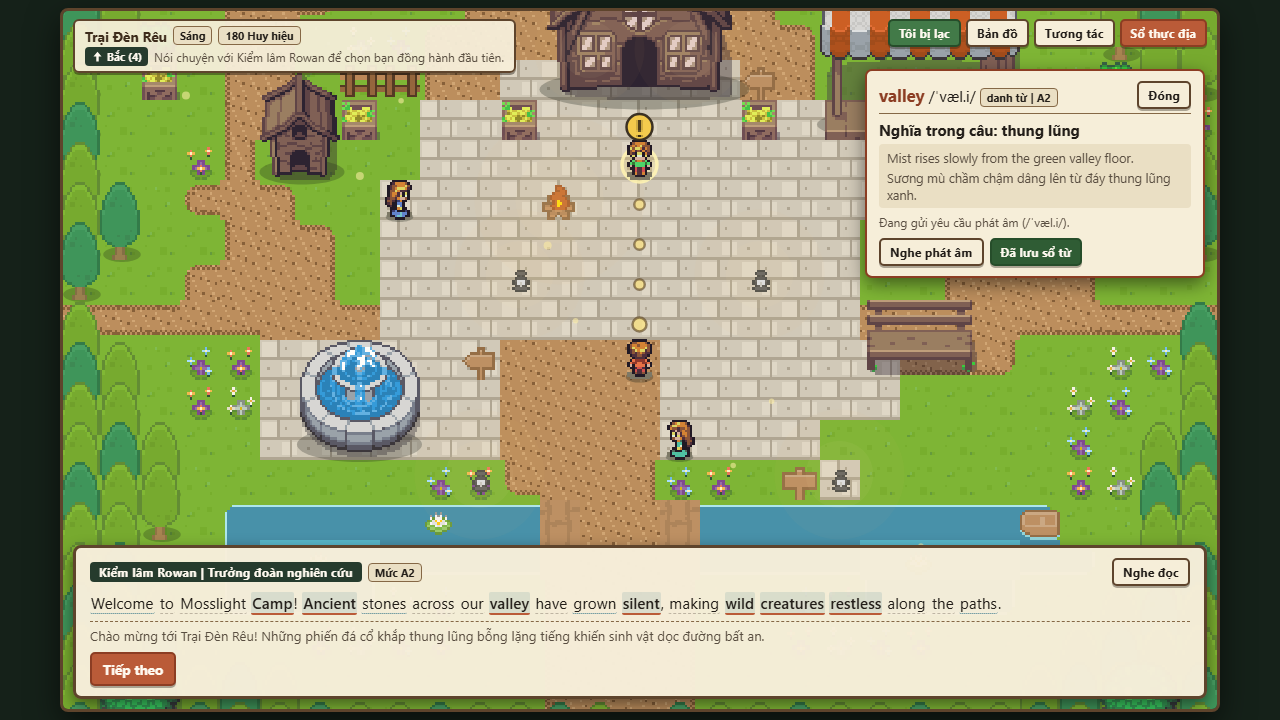 Trại Đèn Rêu Sáng 180 Huy hiệu
↑ Bắc (4) Nói chuyện với Kiểm lâm Rowan để chọn bạn đồng hành đầu tiên.
Tôi bị lạc Bản đồ Tương tác Sổ thực địa
valley /ˈvæl.i/ danh từ | A2 Đóng
Nghĩa trong câu: thung lũng
Mist rises slowly from the green valley floor.
Sương mù chầm chậm dâng lên từ đáy thung lũng
xanh.
Đang gửi yêu cầu phát âm (/ˈvæl.i/).
Nghe phát âm Đã lưu sổ từ
!
Kiểm lâm Rowan | Trưởng đoàn nghiên cứu Mức A2 Nghe đọc
Welcome to Mosslight Camp! Ancient stones across our valley have grown silent, making wild creatures restless along the paths.
Chào mừng tới Trại Đèn Rêu! Những phiến đá cổ khắp thung lũng bỗng lặng tiếng khiến sinh vật dọc đường bất an.
Tiếp theo